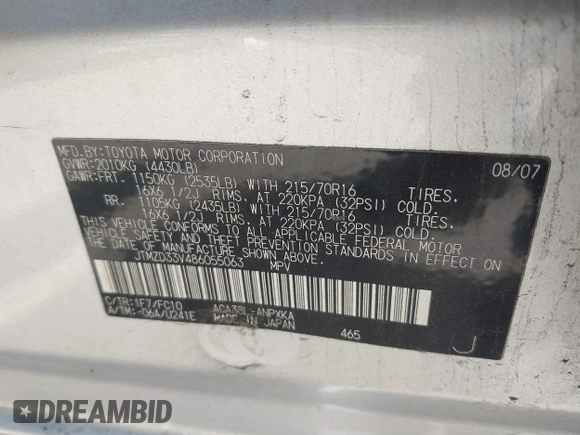 MFD.BY:TOYOTA MOTOR CORPORATION 08/07
GVWR:2010KG (4430LB)
GAWR:FRT. 1150KG (2535LB) WITH 215/70R16 TIRES,
16X6 1/2J RIMS, AT 220KPA (32PSI) COLD.
RR. 1105KG (2435LB) WITH 215/70R16 TIRES,
16X6 1/2J RIMS, AT 220KPA (32PSI) COLD.
THIS VEHICLE CONFORMS TO ALL APPLICABLE FEDERAL MOTOR
VEHICLE SAFETY AND THEFT PREVENTION STANDARDS IN EFFECT
ON THE DATE OF MANUFACTURE SHOWN ABOVE.
JTMZD33V486055063 MPV
C/TR:1F7/FC10 ACA38L-ANPXKA
A/TM:-06A/U241E MADE IN JAPAN 465 J
DREAMBID